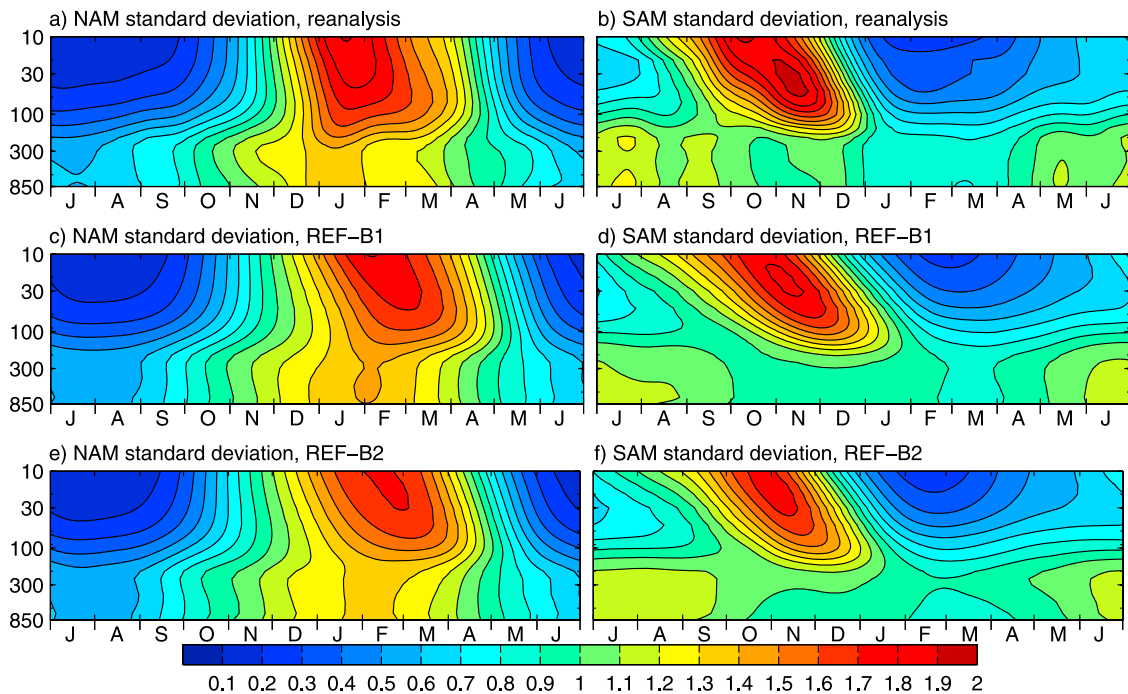 a) NAM standard deviation, reanalysis
b) SAM standard deviation, reanalysis
10
30
100
300
850
J A S O N D J F M A M J
J A S O N D J F M A M J
c) NAM standard deviation, REF−B1
d) SAM standard deviation, REF−B1
10
30
100
300
850
J A S O N D J F M A M J
J A S O N D J F M A M J
e) NAM standard deviation, REF−B2
f) SAM standard deviation, REF−B2
10
30
100
300
850
J A S O N D J F M A M J
J A S O N D J F M A M J
0.1 0.2 0.3 0.4 0.5 0.6 0.7 0.8 0.9 1 1.1 1.2 1.3 1.4 1.5 1.6 1.7 1.8 1.9 2